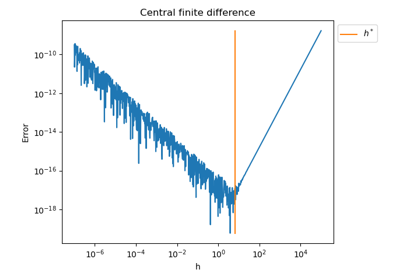 Central finite difference
h*
10⁻¹⁰
10⁻¹²
10⁻¹⁴
10⁻¹⁶
10⁻¹⁸
Error
10⁻⁶ 10⁻⁴ 10⁻² 10⁰ 10² 10⁴
h